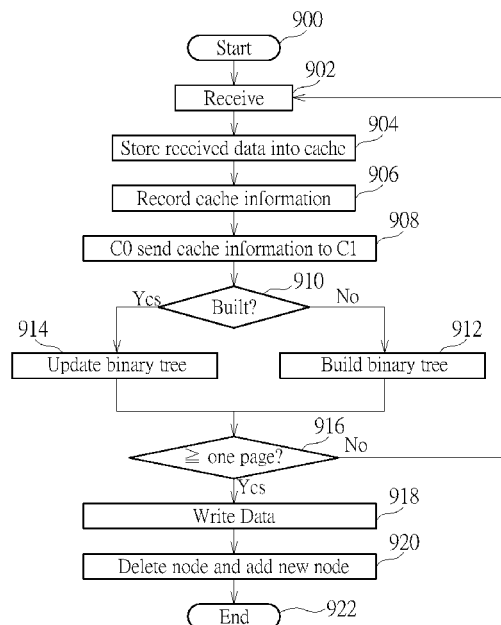 900
Start
902
Receive
904
Store received data into cache
906
Record cache information
908
C0 send cache information to C1
910
Yes
Built?
No
914
912
Update binary tree
Build binary tree
916
≧ one page?
No
Yes
918
Write Data
920
Delete node and add new node
End
922